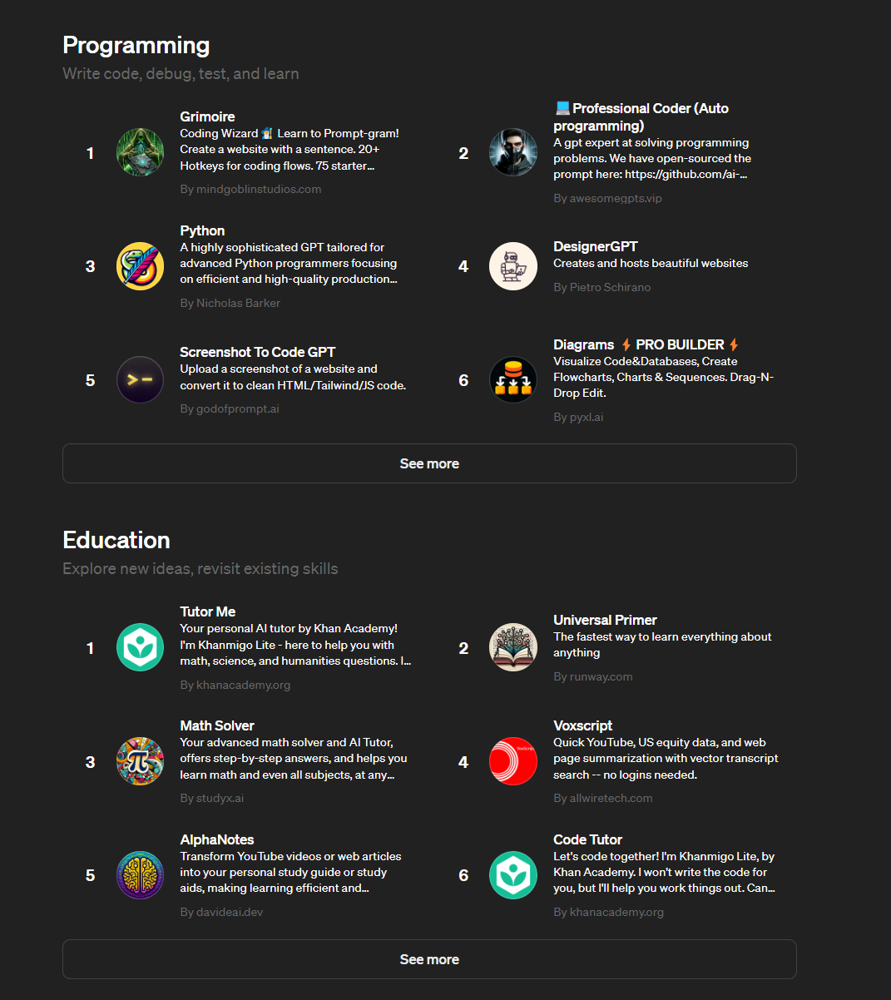 Programming
Write code, debug, test, and learn
1
Grimoire
Coding Wizard 🧙‍♂️ Learn to Prompt-gram!
Create a website with a sentence. 20+
Hotkeys for coding flows. 75 starter...
By mindgoblinstudios.com
2
💻 Professional Coder (Auto
programming)
A gpt expert at solving programming
problems. We have open-sourced the
prompt here: https://github.com/ai-...
By awesomegpts.vip
3
Python
A highly sophisticated GPT tailored for
advanced Python programmers focusing
on efficient and high-quality production...
By Nicholas Barker
4
DesignerGPT
Creates and hosts beautiful websites
By Pietro Schirano
5
Screenshot To Code GPT
Upload a screenshot of a website and
convert it to clean HTML/Tailwind/JS code.
By godofprompt.ai
6
Diagrams ⚡ PRO BUILDER ⚡
Visualize Code&Databases, Create
Flowcharts, Charts & Sequences. Drag-N-
Drop Edit.
By pyxl.ai
See more
Education
Explore new ideas, revisit existing skills
1
Tutor Me
Your personal AI tutor by Khan Academy!
I'm Khanmigo Lite - here to help you with
math, science, and humanities questions. I...
By khanacademy.org
2
Universal Primer
The fastest way to learn everything about
anything
By runway.com
3
Math Solver
Your advanced math solver and AI Tutor,
offers step-by-step answers, and helps you
learn math and even all subjects, at any...
By studyx.ai
4
Voxscript
Quick YouTube, US equity data, and web
page summarization with vector transcript
search -- no logins needed.
By allwiretech.com
5
AlphaNotes
Transform YouTube videos or web articles
into your personal study guide or study
aids, making learning efficient and...
By davideai.dev
6
Code Tutor
Let's code together! I'm Khanmigo Lite, by
Khan Academy. I won't write the code for
you, but I'll help you work things out. Can...
By khanacademy.org
See more